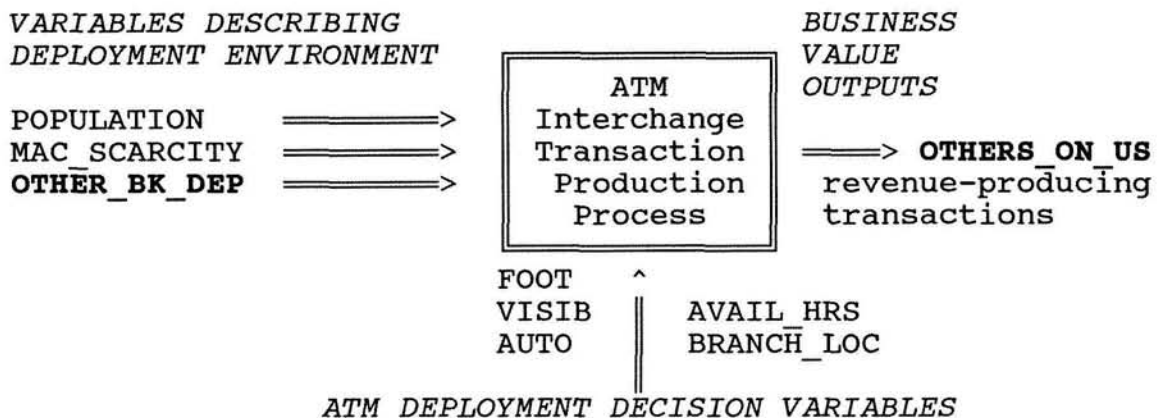 VARIABLES DESCRIBING
DEPLOYMENT ENVIRONMENT
POPULATION ====>
MAC_SCARCITY ====>
OTHER_BK_DEP ====>
ATM
Interchange
Transaction
Production
Process
BUSINESS
VALUE
OUTPUTS
====> OTHERS_ON_US
revenue-producing
transactions
FOOT ^
VISIB || AVAIL_HRS
AUTO || BRANCH_LOC
ATM DEPLOYMENT DECISION VARIABLES